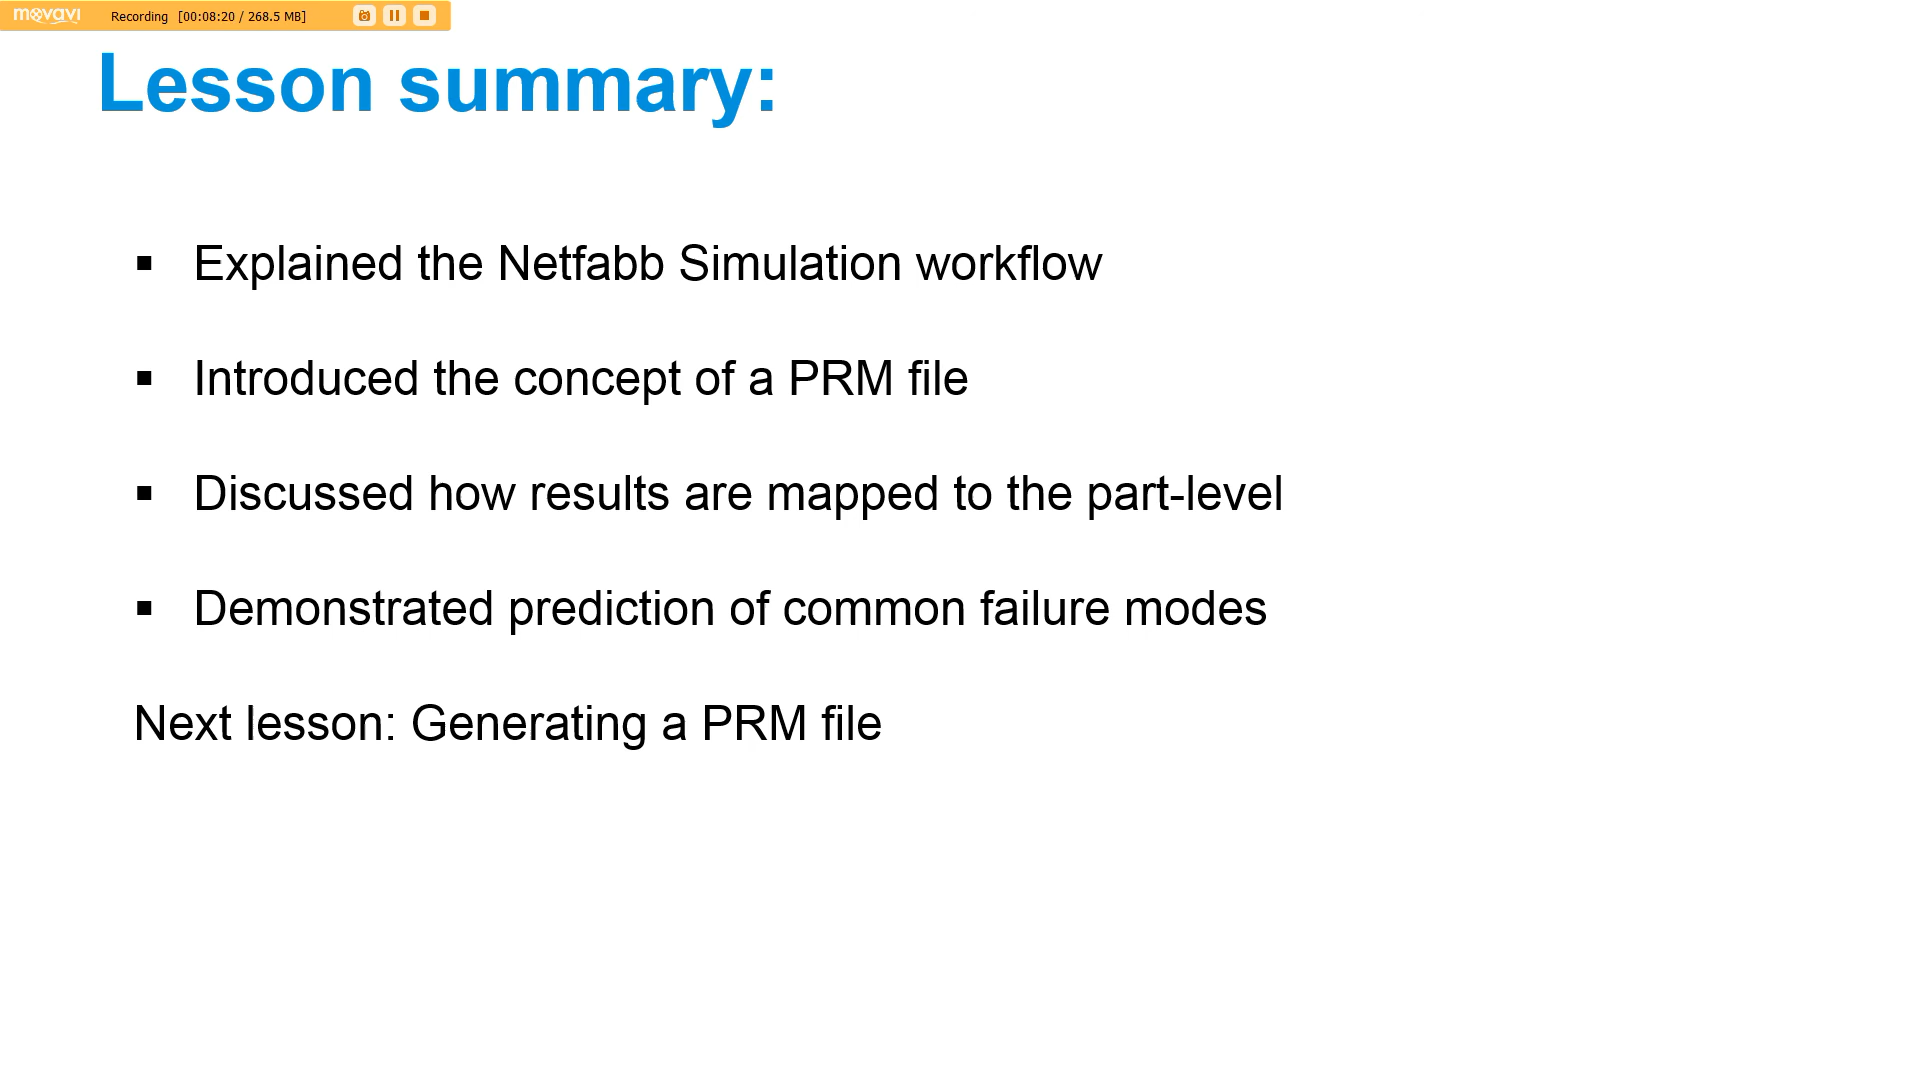 movavi Recording [00:08:20 / 268.5 MB]
Lesson summary:
▪ Explained the Netfabb Simulation workflow
▪ Introduced the concept of a PRM file
▪ Discussed how results are mapped to the part-level
▪ Demonstrated prediction of common failure modes
Next lesson: Generating a PRM file